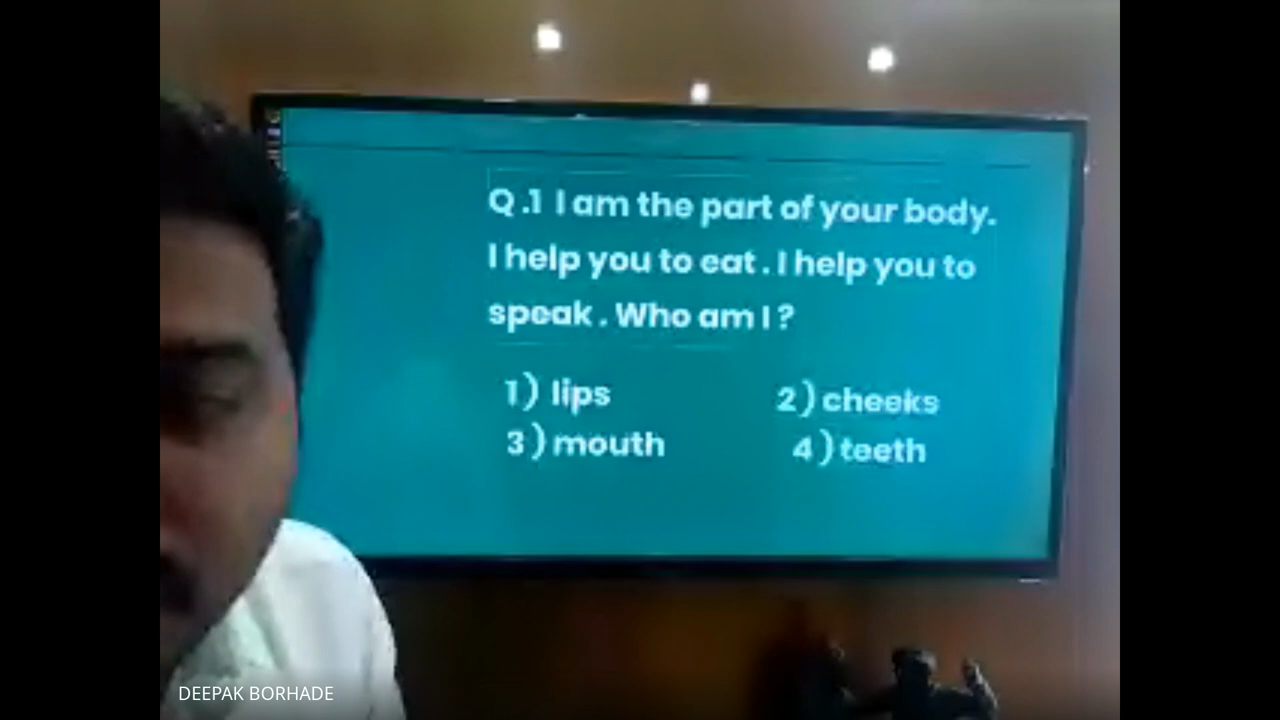 Q.1 I am the part of your body.
I help you to eat. I help you to
speak. Who am I?
1) lips 2) cheeks
3) mouth 4) teeth
DEEPAK BORHADE